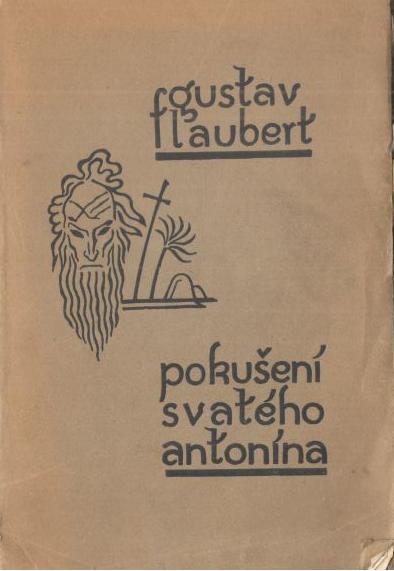 gustav
flaubert
pokušení
svatého
antonína